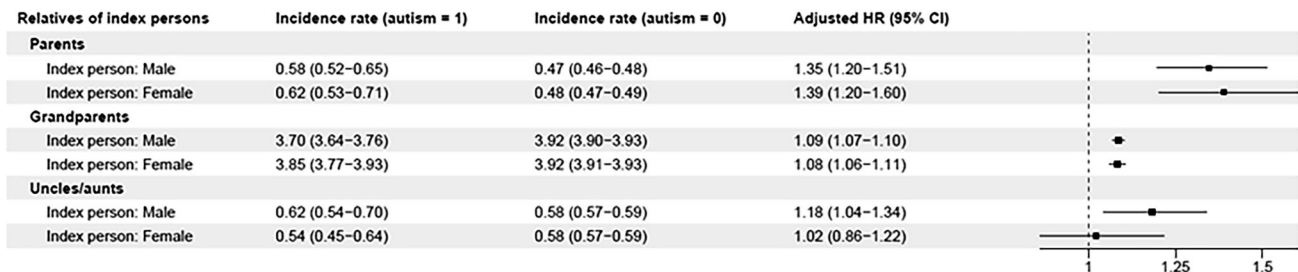 Relatives of index persons Incidence rate (autism = 1) Incidence rate (autism = 0) Adjusted HR (95% CI)
Parents
Index person: Male 0.58 (0.52−0.65) 0.47 (0.46−0.48) 1.35 (1.20−1.51)
Index person: Female 0.62 (0.53−0.71) 0.48 (0.47−0.49) 1.39 (1.20−1.60)
Grandparents
Index person: Male 3.70 (3.64−3.76) 3.92 (3.90−3.93) 1.09 (1.07−1.10)
Index person: Female 3.85 (3.77−3.93) 3.92 (3.91−3.93) 1.08 (1.06−1.11)
Uncles/aunts
Index person: Male 0.62 (0.54−0.70) 0.58 (0.57−0.59) 1.18 (1.04−1.34)
Index person: Female 0.54 (0.45−0.64) 0.58 (0.57−0.59) 1.02 (0.86−1.22)
1 1.25 1.5